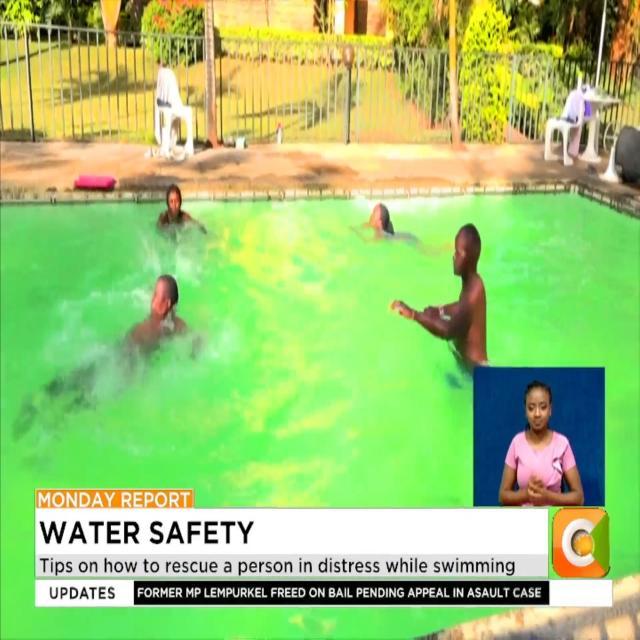 MONDAY REPORT
WATER SAFETY
Tips on how to rescue a person in distress while swimming
UPDATES FORMER MP LEMPURKEL FREED ON BAIL PENDING APPEAL IN ASAULT CASE